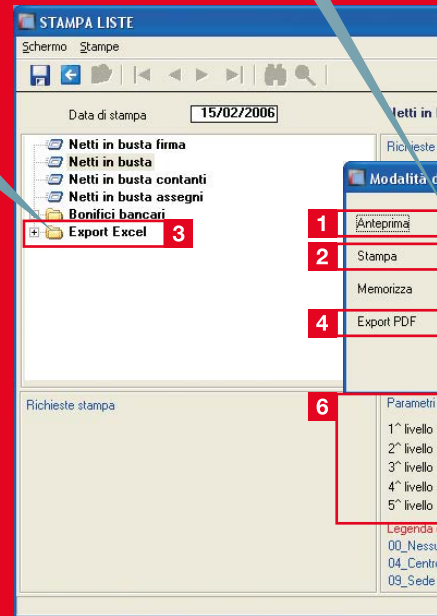 STAMPA LISTE
Schermo Stampe
Data di stampa 15/02/2006
Netti in
Netti in busta firma
Netti in busta
Netti in busta contanti
Netti in busta assegni
Bonifici bancari
Export Excel 3
Richieste
Modalità
1 Anteprima
2 Stampa
Memorizza
4 Export PDF
Richieste stampa
6
Parametri
1^ livello
2^ livello
3^ livello
4^ livello
5^ livello
Legenda
00_Nessu
04_Centr
09_Sede